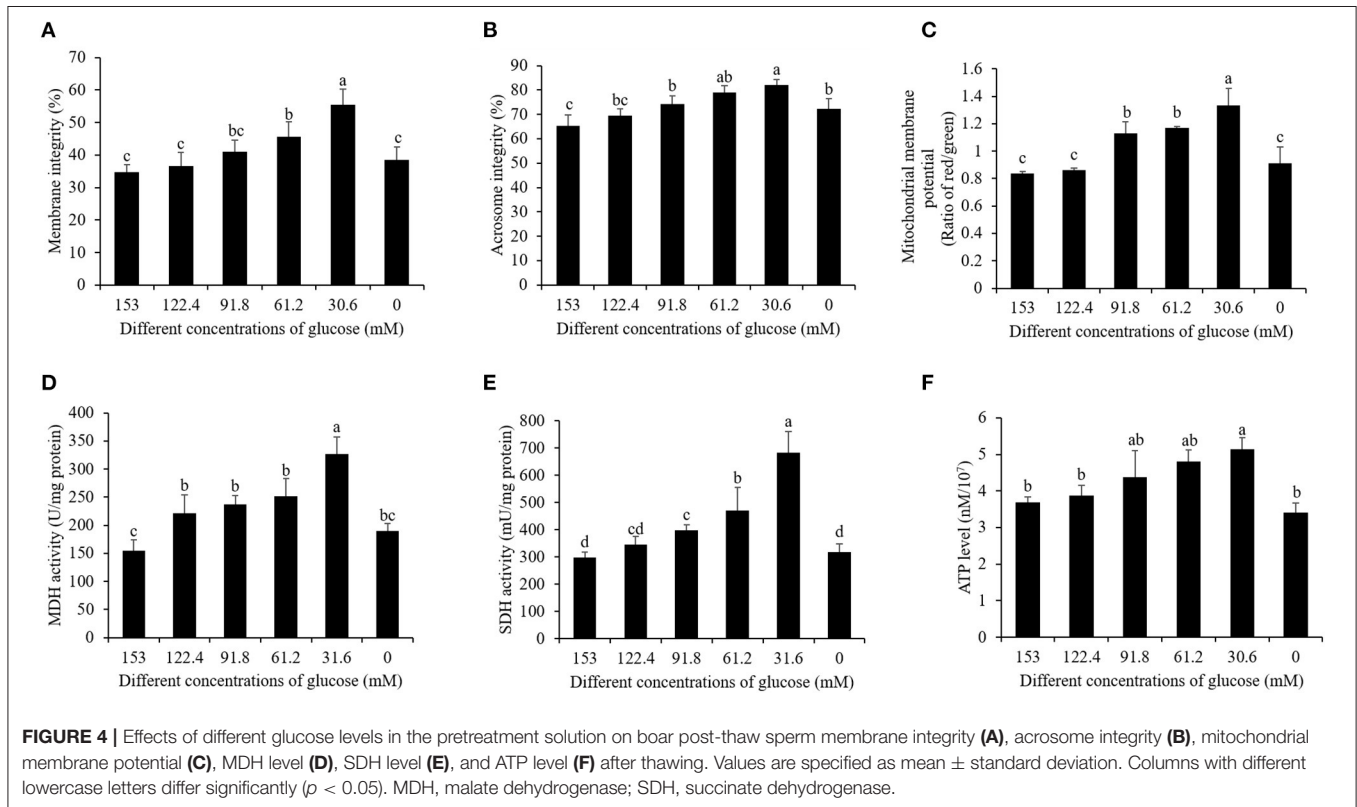 A
Membrane integrity (%)
70
60
50
40
30
20
10
0
c
c
bc
b
a
c
153 122.4 91.8 61.2 30.6 0
Different concentrations of glucose (mM)
B
Acrosome integrity (%)
90
80
70
60
50
40
30
20
10
0
c
bc
b
ab
a
b
153 122.4 91.8 61.2 30.6 0
Different concentrations of glucose (mM)
C
Mitochondrial membrane
potential
(Ratio of red/green)
1.6
1.4
1.2
1
0.8
0.6
0.4
0.2
0
c
c
b
b
a
c
153 122.4 91.8 61.2 30.6 0
Different concentrations of glucose (mM)
D
MDH activity (U/mg protein)
400
350
300
250
200
150
100
50
0
c
b
b
b
a
bc
153 122.4 91.8 61.2 31.6 0
Different concentrations of glucose (mM)
E
SDH activity (mU/mg protein)
800
700
600
500
400
300
200
100
0
d
cd
c
b
a
d
153 122.4 91.8 61.2 31.6 0
Different concentrations of glucose (mM)
F
ATP level (nM/10⁷)
6
5
4
3
2
1
0
b
b
ab
ab
a
b
153 122.4 91.8 61.2 30.6 0
Different concentrations of glucose (mM)
FIGURE 4 | Effects of different glucose levels in the pretreatment solution on boar post-thaw sperm membrane integrity (A), acrosome integrity (B), mitochondrial
membrane potential (C), MDH level (D), SDH level (E), and ATP level (F) after thawing. Values are specified as mean ± standard deviation. Columns with different
lowercase letters differ significantly (p < 0.05). MDH, malate dehydrogenase; SDH, succinate dehydrogenase.